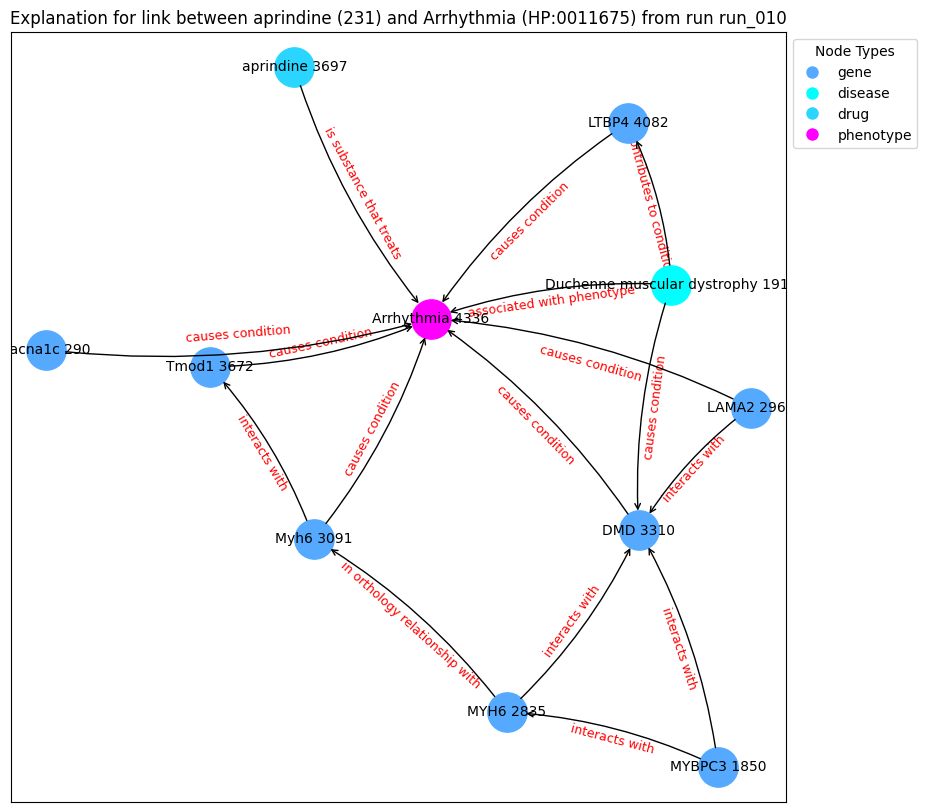 Explanation for link between aprindine (231) and Arrhythmia (HP:0011675) from run run_010
Node Types
gene
disease
drug
phenotype
aprindine 3697
LTBP4 4082
is substance that treats
ontributes to conditio
causes condition
Duchenne muscular dystrophy 191
associated with phenotype
Arrhythmia 4336
causes condition
causes condition
acna1c 290
Tmod1 3672
causes condition
causes condition
LAMA2 296
causes condition
causes condition
interacts with
interacts with
DMD 3310
Myh6 3091
in orthology relationship with
interacts with
interacts with
MYH6 2835
interacts with
MYBPC3 1850